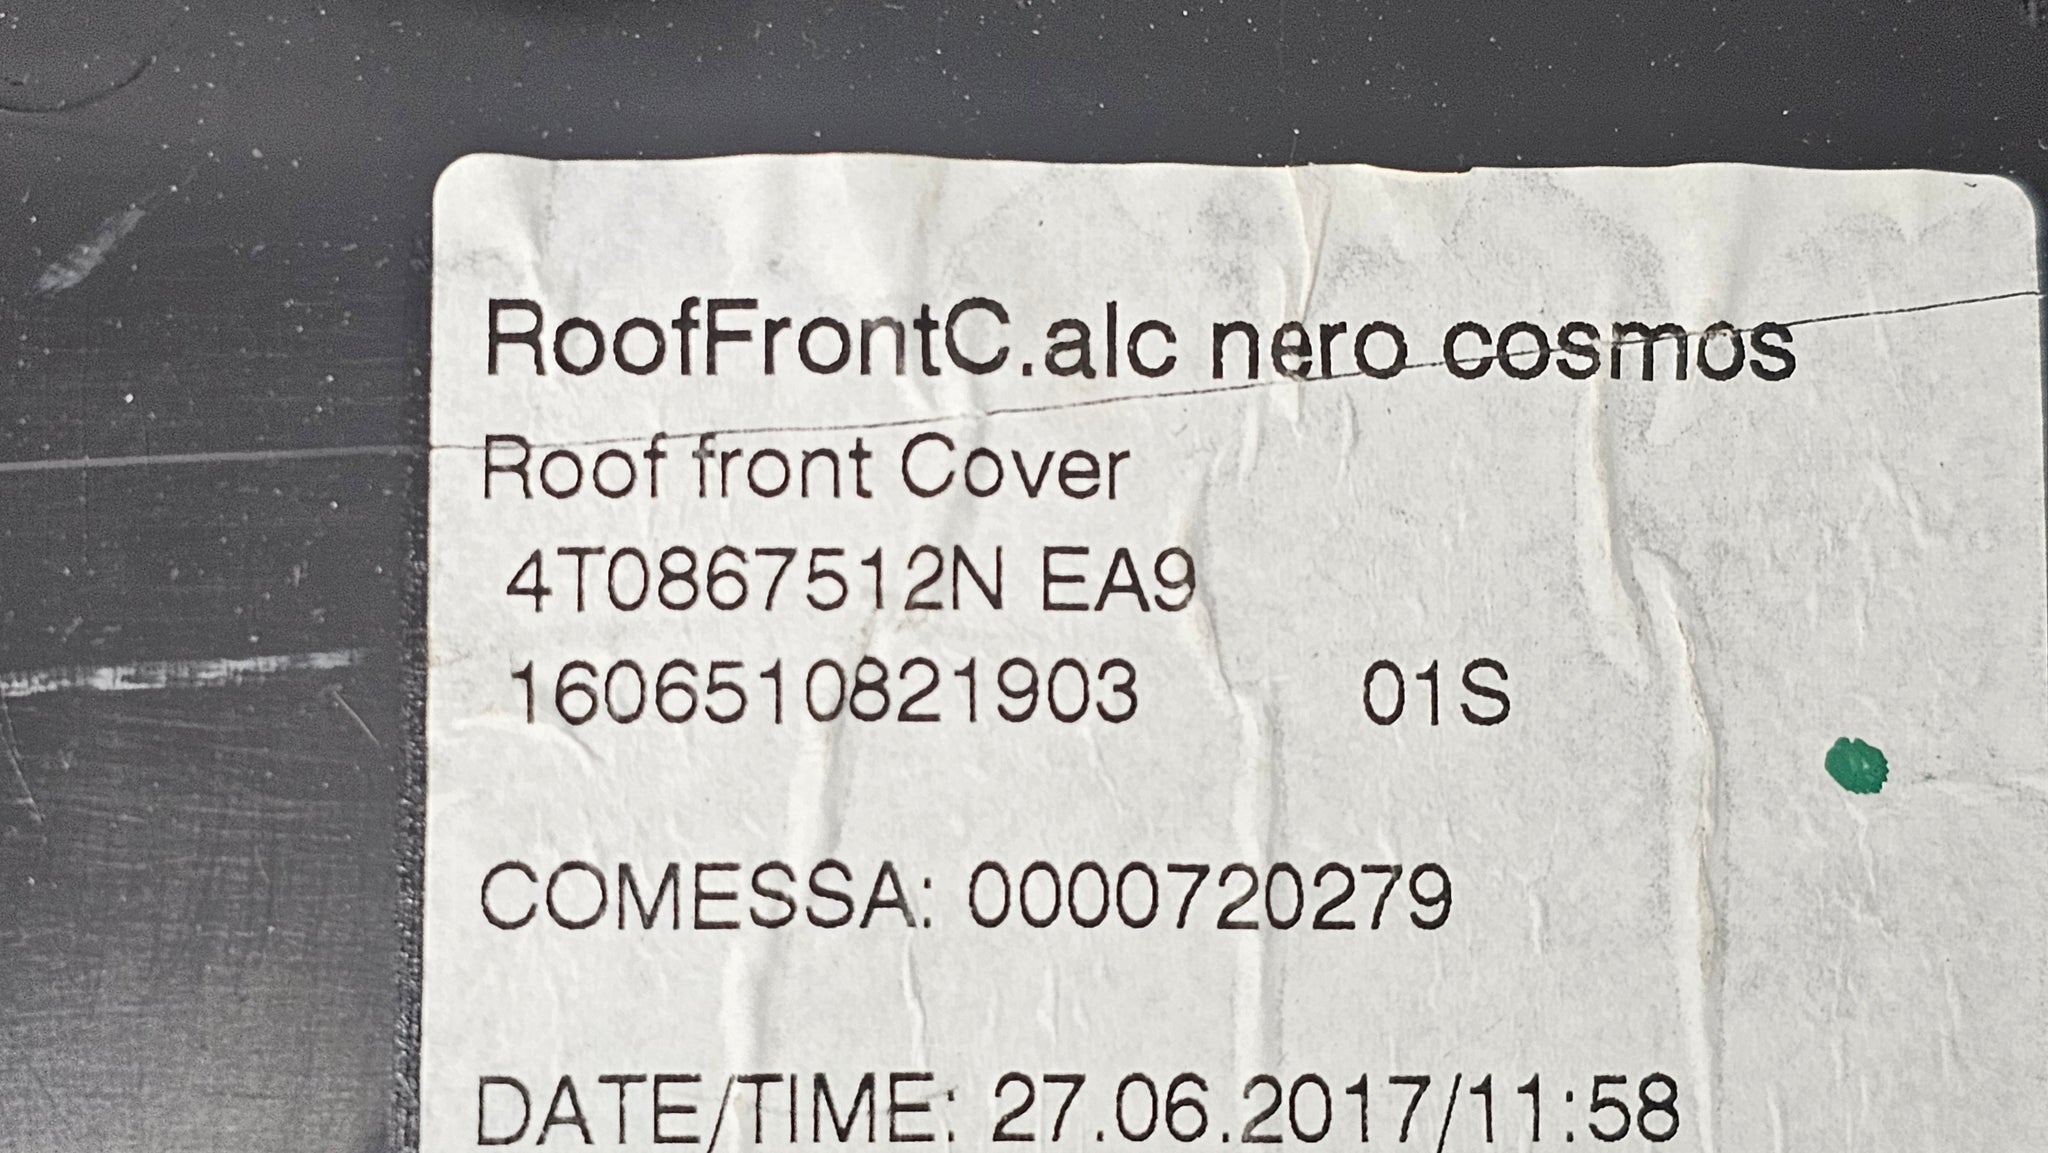 RoofFrontC.alc nero cosmos
Roof front Cover
4T0867512N EA9
1606510821903 01S
COMESSA: 0000720279
DATE/TIME: 27.06.2017/11:58